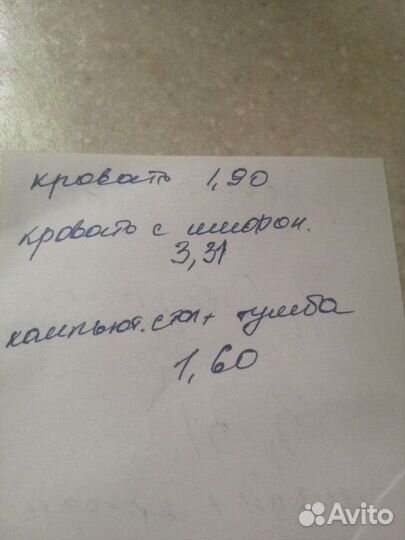 кровать 1,90
кровать с шифон.
3,31
компьют. стол + тумба
1,60
Avito